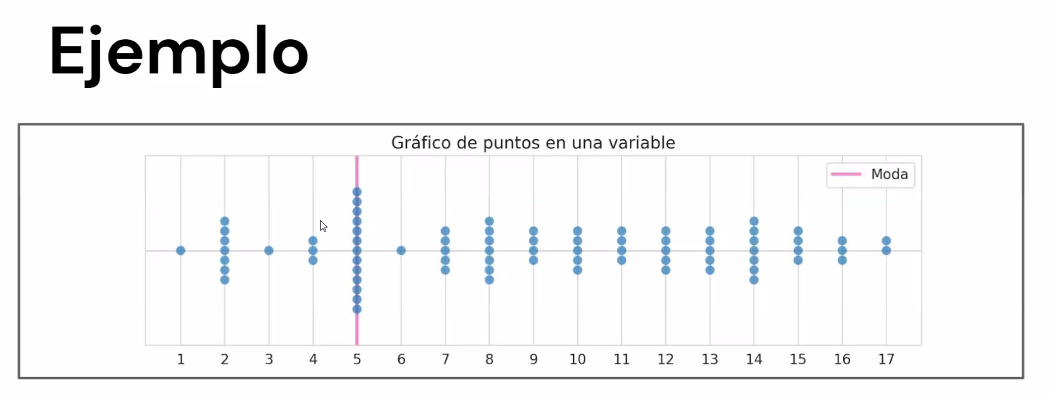 Ejemplo
Gráfico de puntos en una variable
Moda
1 2 3 4 5 6 7 8 9 10 11 12 13 14 15 16 17